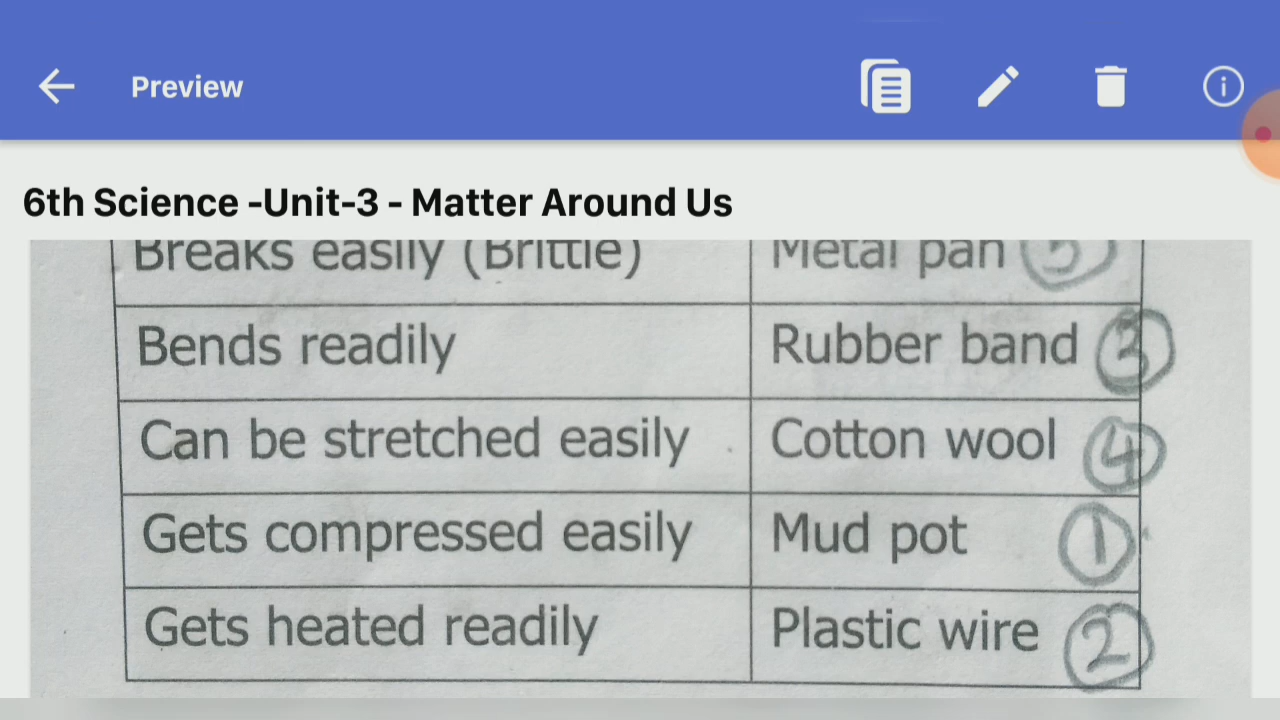 Preview
6th Science -Unit-3 - Matter Around Us
Breaks easily (Brittle) Metal pan 5
Bends readily Rubber band 3
Can be stretched easily Cotton wool 4
Gets compressed easily Mud pot 1
Gets heated readily Plastic wire 2